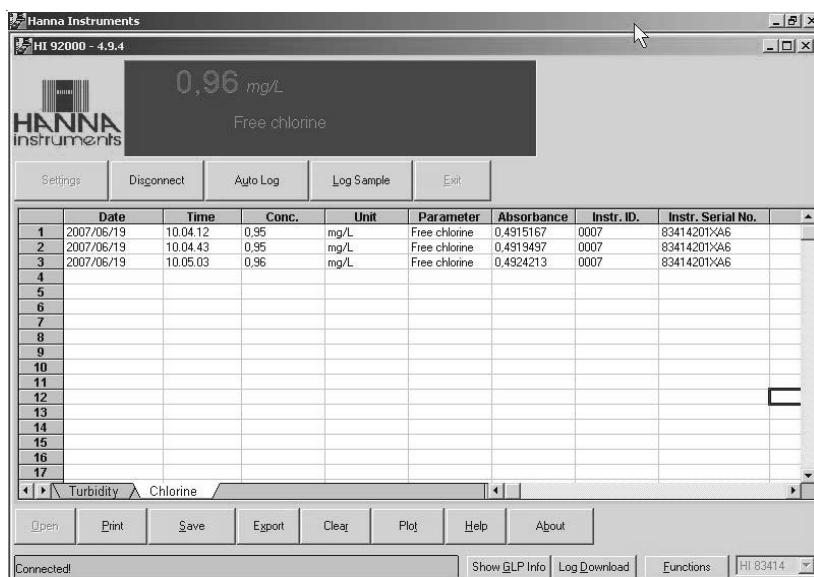 Hanna Instruments
HI 92000 - 4.9.4
HANNA
instruments
0,96 mg/L
Free chlorine
Settings Disconnect Auto Log Log Sample Exit
Date Time Conc. Unit Parameter Absorbance Instr. ID. Instr. Serial No.
1 2007/06/19 10.04.12 0,95 mg/L Free chlorine 0,4915167 0007 83414201XA6
2 2007/06/19 10.04.43 0,95 mg/L Free chlorine 0,4919497 0007 83414201XA6
3 2007/06/19 10.05.03 0,96 mg/L Free chlorine 0,4924213 0007 83414201XA6
4
5
6
7
8
9
10
11
12
13
14
15
16
17
Turbidity Chlorine
Open Print Save Export Clear Plot Help About
Connected! Show GLP Info Log Download Functions HI 83414